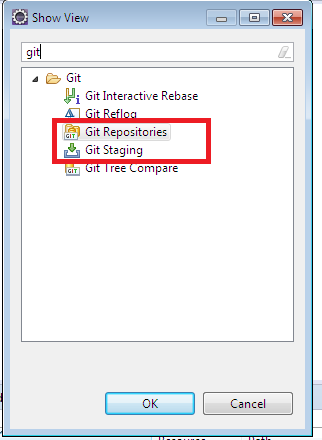 Show View
git
Git
Git Interactive Rebase
Git Reflog
Git Repositories
Git Staging
Git Tree Compare
OK
Cancel